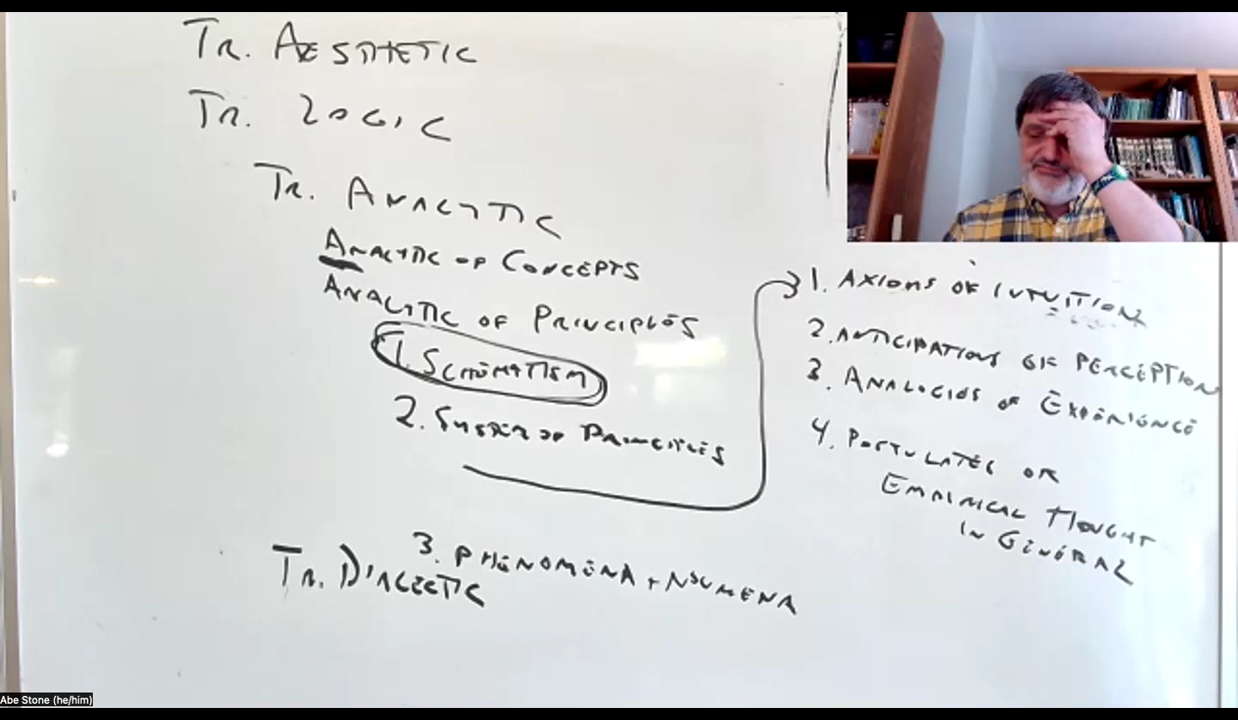 TR. AESTHETIC
TR. LOGIC
TR. ANALYTIC
ANALYTIC OF CONCEPTS
ANALYTIC OF PRINCIPLES
1. SCHEMATISM
2. SYSTEM OF PRINCIPLES
3. PHENOMENA + NOUMENA
TR. DIALECTIC
1. AXIOMS OF INTUITION
2. ANTICIPATIONS OF PERCEPTION
3. ANALOGIES OF EXPERIENCE
4. POSTULATES OF
EMPIRICAL THOUGHT
IN GENERAL
Abe Stone (he/him)